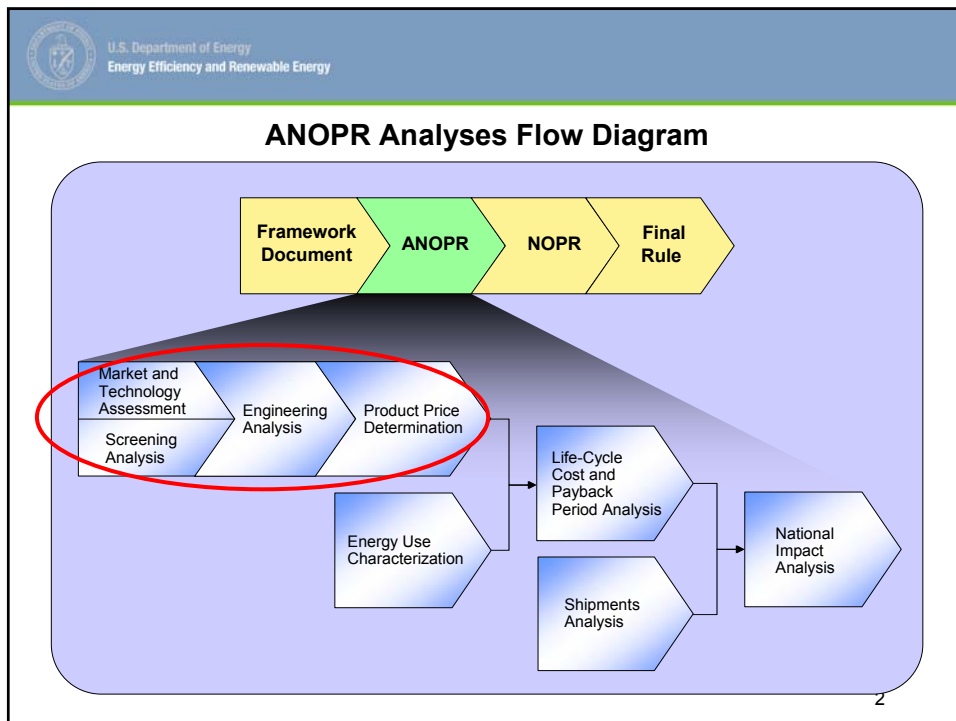 U.S. Department of Energy
Energy Efficiency and Renewable Energy
ANOPR Analyses Flow Diagram
Framework
Document
ANOPR
NOPR
Final
Rule
Market and
Technology
Assessment
Screening
Analysis
Engineering
Analysis
Product Price
Determination
Energy Use
Characterization
Life-Cycle
Cost and
Payback
Period Analysis
Shipments
Analysis
National
Impact
Analysis
2